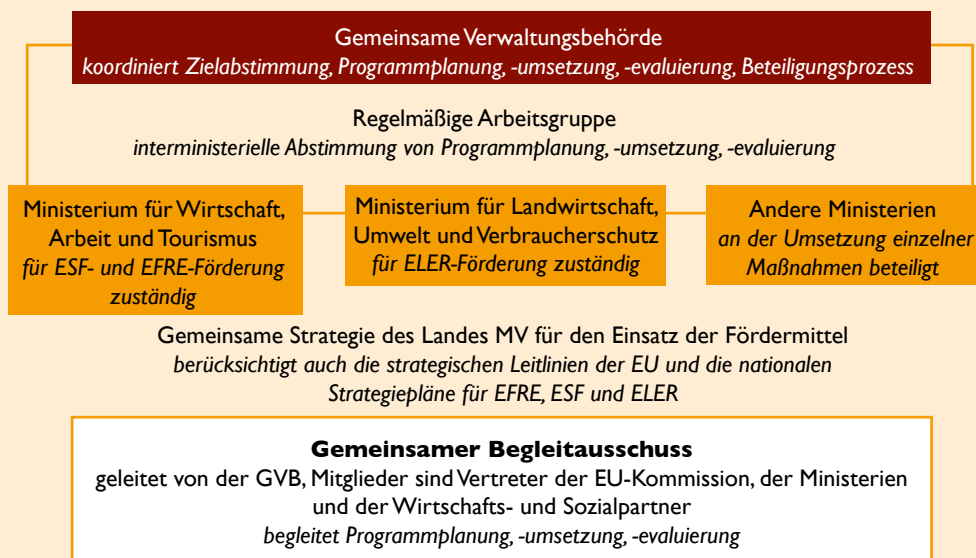 Gemeinsame Verwaltungsbehörde
koordiniert Zielabstimmung, Programmplanung, -umsetzung, -evaluierung, Beteiligungsprozess
Regelmäßige Arbeitsgruppe
interministerielle Abstimmung von Programmplanung, -umsetzung, -evaluierung
Ministerium für Wirtschaft,
Arbeit und Tourismus
für ESF- und EFRE-Förderung
zuständig
Ministerium für Landwirtschaft,
Umwelt und Verbraucherschutz
für ELER-Förderung zuständig
Andere Ministerien
an der Umsetzung einzelner
Maßnahmen beteiligt
Gemeinsame Strategie des Landes MV für den Einsatz der Fördermittel
berücksichtigt auch die strategischen Leitlinien der EU und die nationalen
Strategiepläne für EFRE, ESF und ELER
Gemeinsamer Begleitausschuss
geleitet von der GVB, Mitglieder sind Vertreter der EU-Kommission, der Ministerien
und der Wirtschafts- und Sozialpartner
begleitet Programmplanung, -umsetzung, -evaluierung